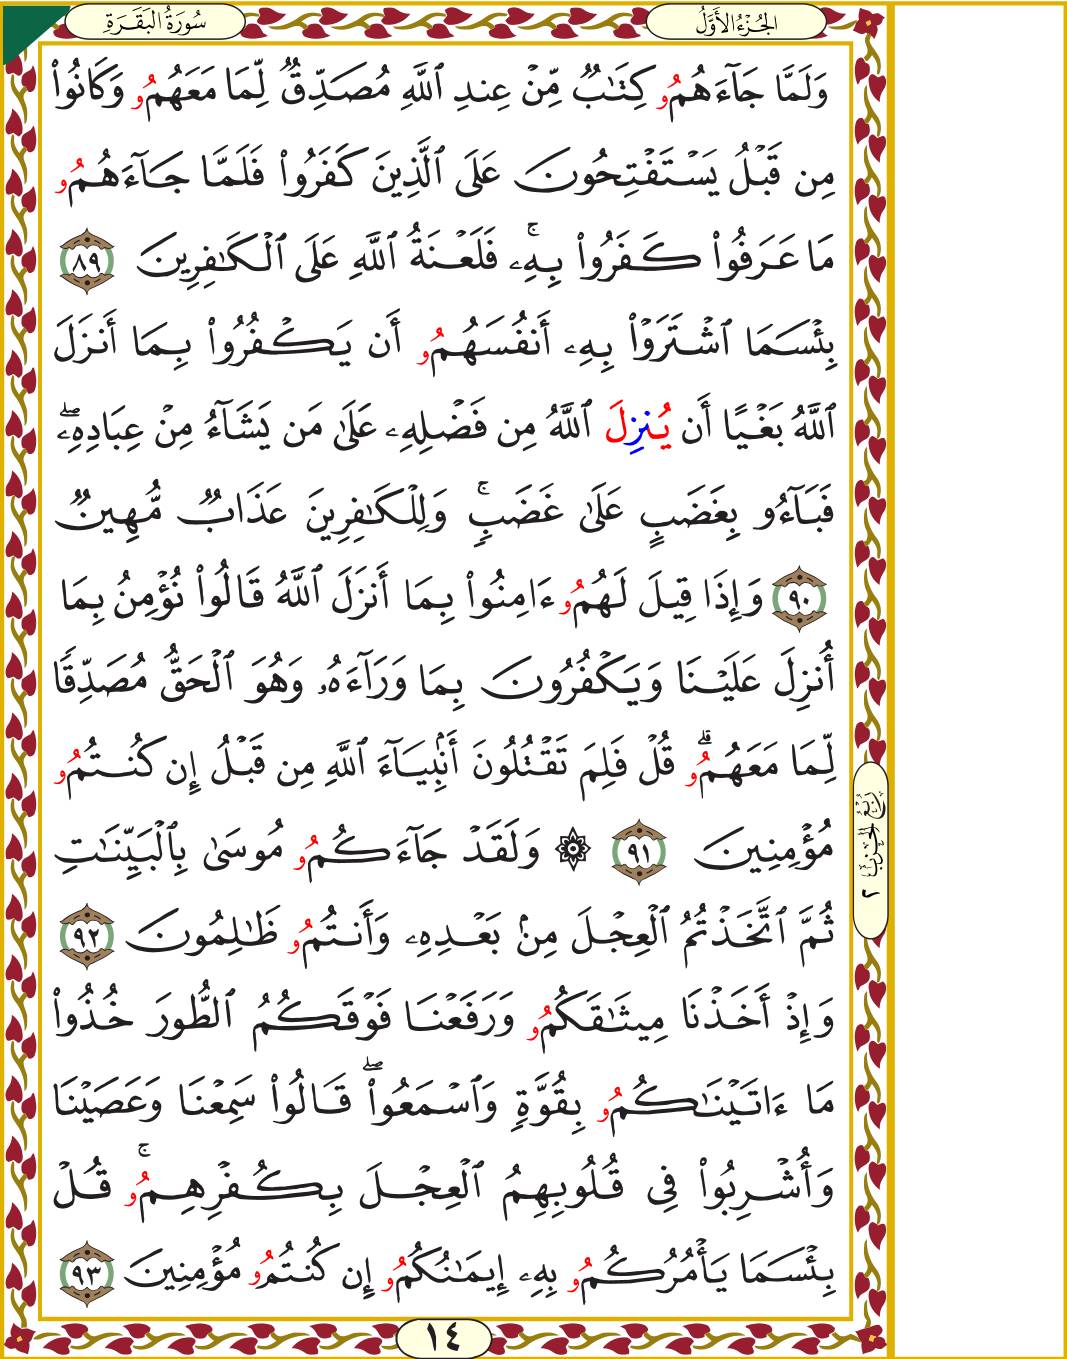 الجُزْءُ الأَوَّلُ
سُورَةُ البَقَرَةِ
وَلَمَّا جَآءَهُمُو كِتَٰبٌ مِّنْ عِندِ ٱللَّهِ مُصَدِّقٌ لِّمَا مَعَهُمُو وَكَانُوا۟
مِن قَبْلُ يَسْتَفْتِحُونَ عَلَى ٱلَّذِينَ كَفَرُوا۟ فَلَمَّا جَآءَهُمُو
مَا عَرَفُوا۟ كَفَرُوا۟ بِهِۦۚ فَلَعْنَةُ ٱللَّهِ عَلَى ٱلْكَٰفِرِينَ ٨٩
بِئْسَمَا ٱشْتَرَوْا۟ بِهِۦ أَنفُسَهُمُو أَن يَكْفُرُوا۟ بِمَا أَنزَلَ
ٱللَّهُ بَغْيًا أَن يُنزِلَ ٱللَّهُ مِن فَضْلِهِۦ عَلَىٰ مَن يَشَآءُ مِنْ عِبَادِهِۦۖ
فَبَآءُو بِغَضَبٍ عَلَىٰ غَضَبٍۚ وَلِلْكَٰفِرِينَ عَذَابٌ مُّهِينٌ
٩٠ وَإِذَا قِيلَ لَهُمُو ءَامِنُوا۟ بِمَا أَنزَلَ ٱللَّهُ قَالُوا۟ نُؤْمِنُ بِمَا
أُنزِلَ عَلَيْنَا وَيَكْفُرُونَ بِمَا وَرَآءَهُۥ وَهُوَ ٱلْحَقُّ مُصَدِّقًا
لِّمَا مَعَهُمُوۗ قُلْ فَلِمَ تَقْتُلُونَ أَنۢبِيَآءَ ٱللَّهِ مِن قَبْلُ إِن كُنتُمُو
مُؤْمِنِينَ ٩١ ۞ وَلَقَدْ جَآءَكُمُو مُوسَىٰ بِٱلْبَيِّنَٰتِ
ثُمَّ ٱتَّخَذْتُمُ ٱلْعِجْلَ مِنۢ بَعْدِهِۦ وَأَنتُمُو ظَٰلِمُونَ ٩٢
وَإِذْ أَخَذْنَا مِيثَٰقَكُمُو وَرَفَعْنَا فَوْقَكُمُ ٱلطُّورَ خُذُوا۟
مَا ءَاتَيْنَٰكُمُو بِقُوَّةٍ وَٱسْمَعُوا۟ۖ قَالُوا۟ سَمِعْنَا وَعَصَيْنَا
وَأُشْرِبُوا۟ فِى قُلُوبِهِمُ ٱلْعِجْلَ بِكُفْرِهِمُوۚ قُلْ
بِئْسَمَا يَأْمُرُكُمُو بِهِۦ إِيمَٰنُكُمُو إِن كُنتُمُو مُؤْمِنِينَ ٩٣
رُبْعُ الحِزْب ٢
١٤